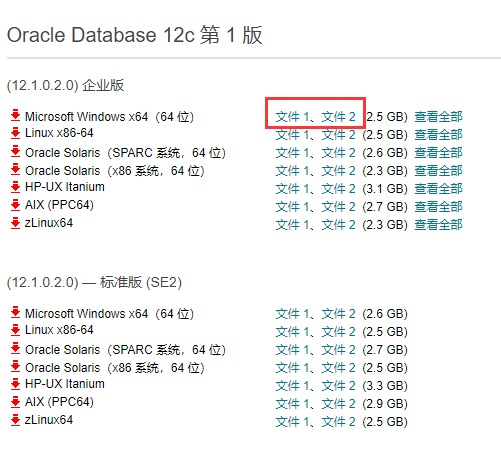 Oracle Database 12c 第 1 版
(12.1.0.2.0) 企业版
Microsoft Windows x64（64 位） 文件 1、文件 2 (2.5 GB) 查看全部
Linux x86-64 文件 1、文件 2 (2.5 GB) 查看全部
Oracle Solaris（SPARC 系统，64 位） 文件 1、文件 2 (2.6 GB) 查看全部
Oracle Solaris（x86 系统，64 位） 文件 1、文件 2 (2.3 GB) 查看全部
HP-UX Itanium 文件 1、文件 2 (3.1 GB) 查看全部
AIX (PPC64) 文件 1、文件 2 (2.7 GB) 查看全部
zLinux64 文件 1、文件 2 (2.3 GB) 查看全部
(12.1.0.2.0) — 标准版 (SE2)
Microsoft Windows x64（64 位） 文件 1、文件 2 (2.6 GB)
Linux x86-64 文件 1、文件 2 (2.5 GB)
Oracle Solaris（SPARC 系统，64 位） 文件 1、文件 2 (2.7 GB)
Oracle Solaris（x86 系统，64 位） 文件 1、文件 2 (2.5 GB)
HP-UX Itanium 文件 1、文件 2 (3.3 GB)
AIX (PPC64) 文件 1、文件 2 (2.9 GB)
zLinux64 文件 1、文件 2 (2.5 GB)